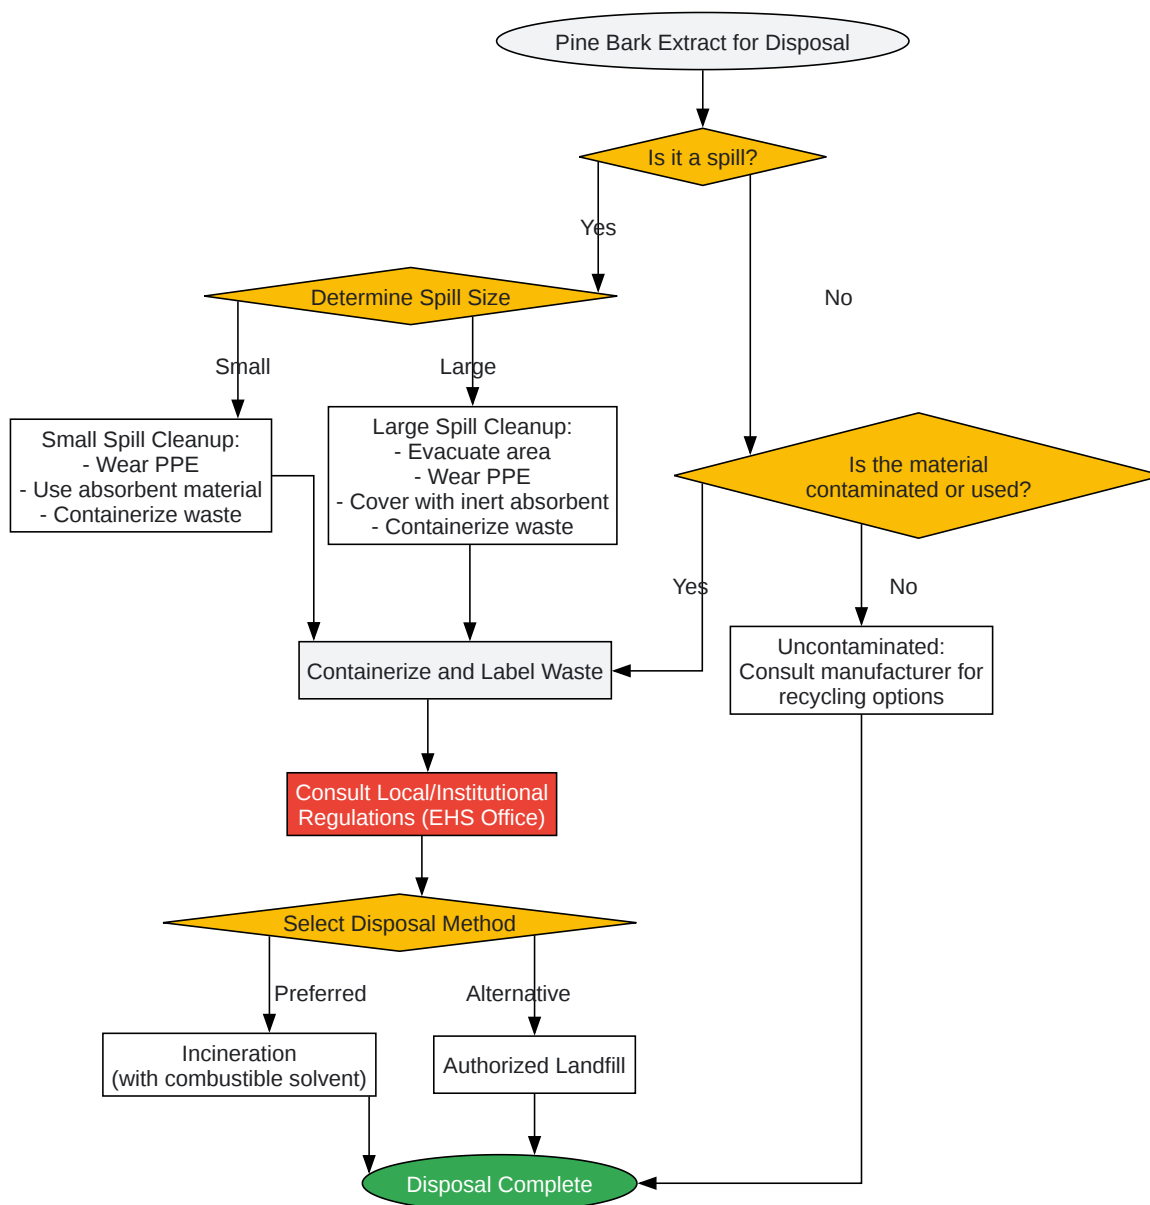 Pine Bark Extract for Disposal
Is it a spill?
Yes
No
Determine Spill Size
Small
Large
Small Spill Cleanup:
- Wear PPE
- Use absorbent material
- Containerize waste
Large Spill Cleanup:
- Evacuate area
- Wear PPE
- Cover with inert absorbent
- Containerize waste
Is the material
contaminated or used?
Yes
No
Containerize and Label Waste
Uncontaminated:
Consult manufacturer for
recycling options
Consult Local/Institutional
Regulations (EHS Office)
Select Disposal Method
Preferred
Alternative
Incineration
(with combustible solvent)
Authorized Landfill
Disposal Complete